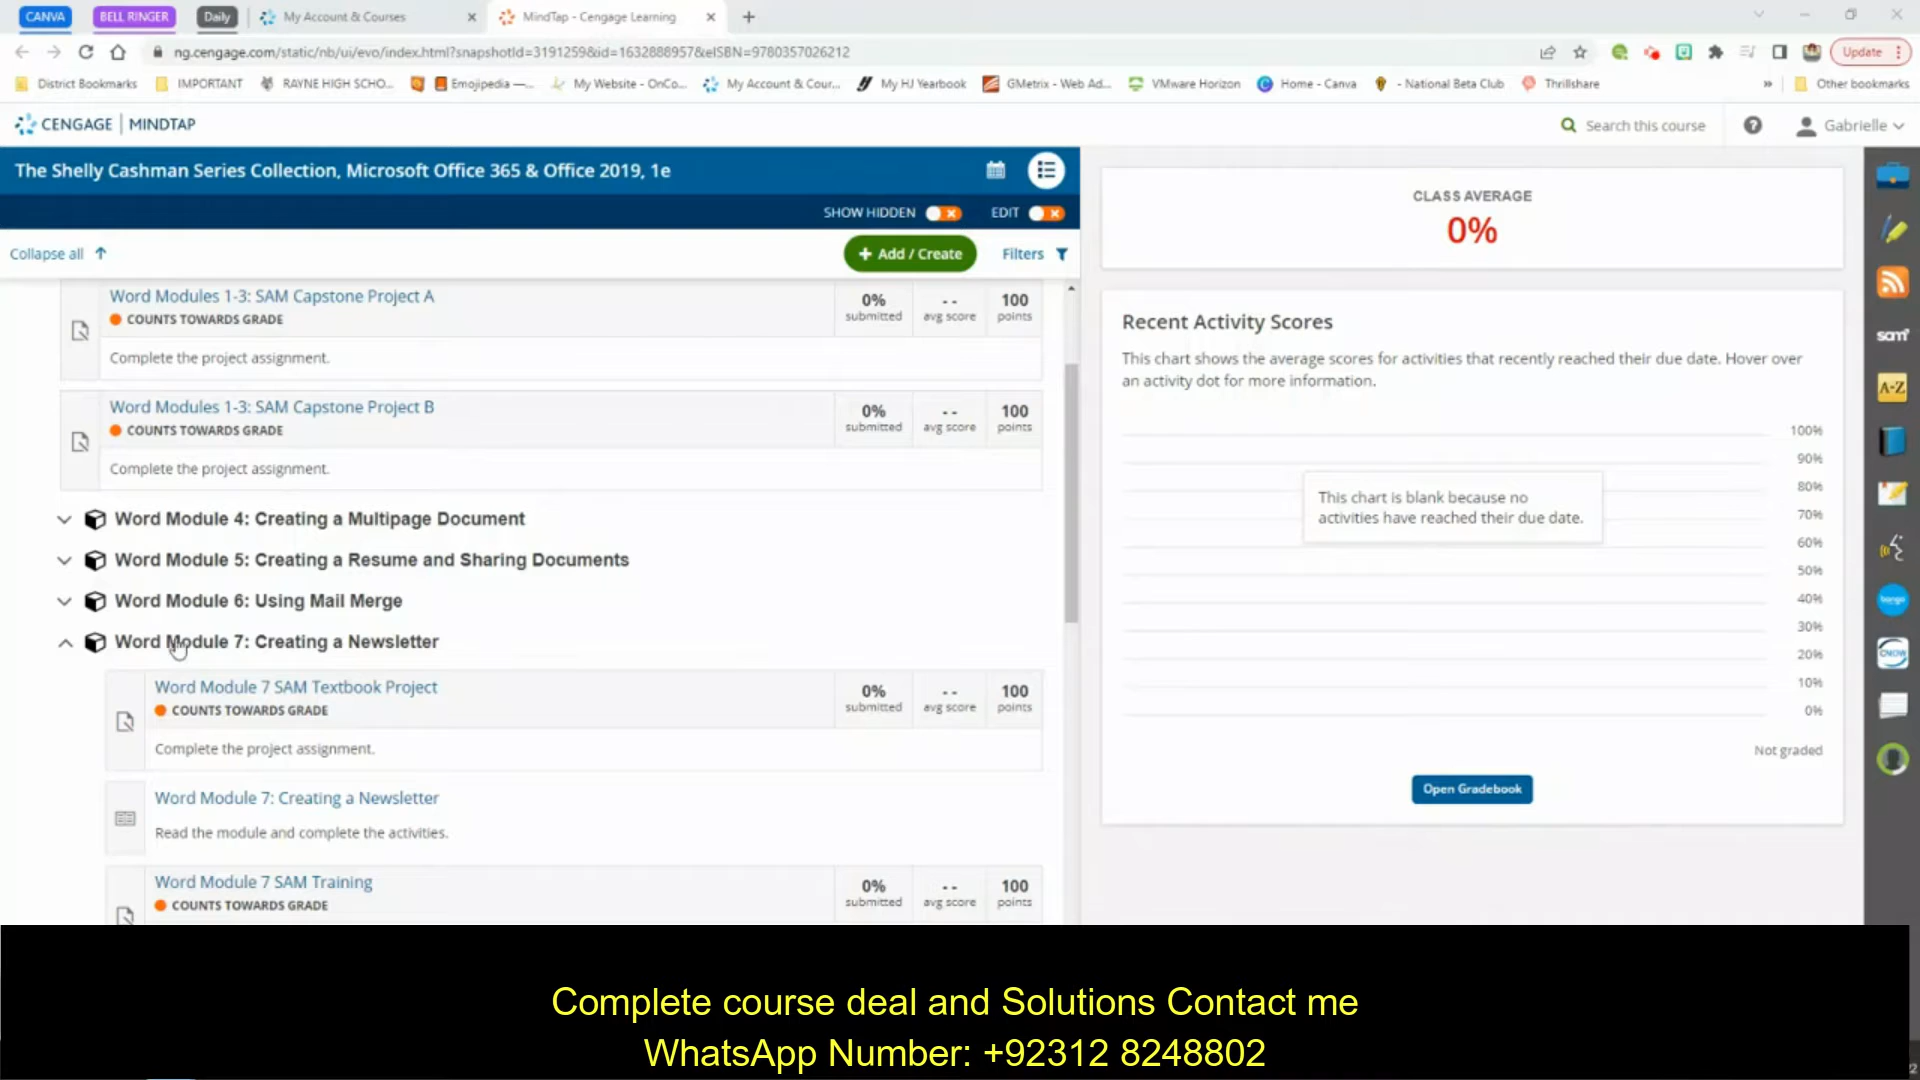 CANVA
BELL RINGER
Daily
My Account & Courses
MindTap - Cengage Learning
ng.cengage.com/static/nb/ui/evo/index.html?snapshotId=3191259&id=1632888957&eISBN=9780357026212
Update
District Bookmarks
IMPORTANT
RAYNE HIGH SCHO...
Emojipedia —...
My Website - OnCo...
My Account & Cour...
My HJ Yearbook
GMetrix - Web Ad...
VMware Horizon
Home - Canva
- National Beta Club
Thrillshare
»
Other bookmarks
CENGAGE | MINDTAP
Search this course
Gabrielle
The Shelly Cashman Series Collection, Microsoft Office 365 & Office 2019, 1e
SHOW HIDDEN
EDIT
Collapse all
+ Add / Create
Filters
Word Modules 1-3: SAM Capstone Project A
COUNTS TOWARDS GRADE
0%
submitted
- -
avg score
100
points
Complete the project assignment.
Word Modules 1-3: SAM Capstone Project B
COUNTS TOWARDS GRADE
0%
submitted
- -
avg score
100
points
Complete the project assignment.
Word Module 4: Creating a Multipage Document
Word Module 5: Creating a Resume and Sharing Documents
Word Module 6: Using Mail Merge
Word Module 7: Creating a Newsletter
Word Module 7 SAM Textbook Project
COUNTS TOWARDS GRADE
0%
submitted
- -
avg score
100
points
Complete the project assignment.
Word Module 7: Creating a Newsletter
Read the module and complete the activities.
Word Module 7 SAM Training
COUNTS TOWARDS GRADE
0%
submitted
- -
avg score
100
points
CLASS AVERAGE
0%
Recent Activity Scores
This chart shows the average scores for activities that recently reached their due date. Hover over
an activity dot for more information.
100%
90%
80%
70%
60%
50%
40%
30%
20%
10%
0%
This chart is blank because no
activities have reached their due date.
Not graded
Open Gradebook
sam
A-Z
bongo
CNOW
Complete course deal and Solutions Contact me
WhatsApp Number: +92312 8248802